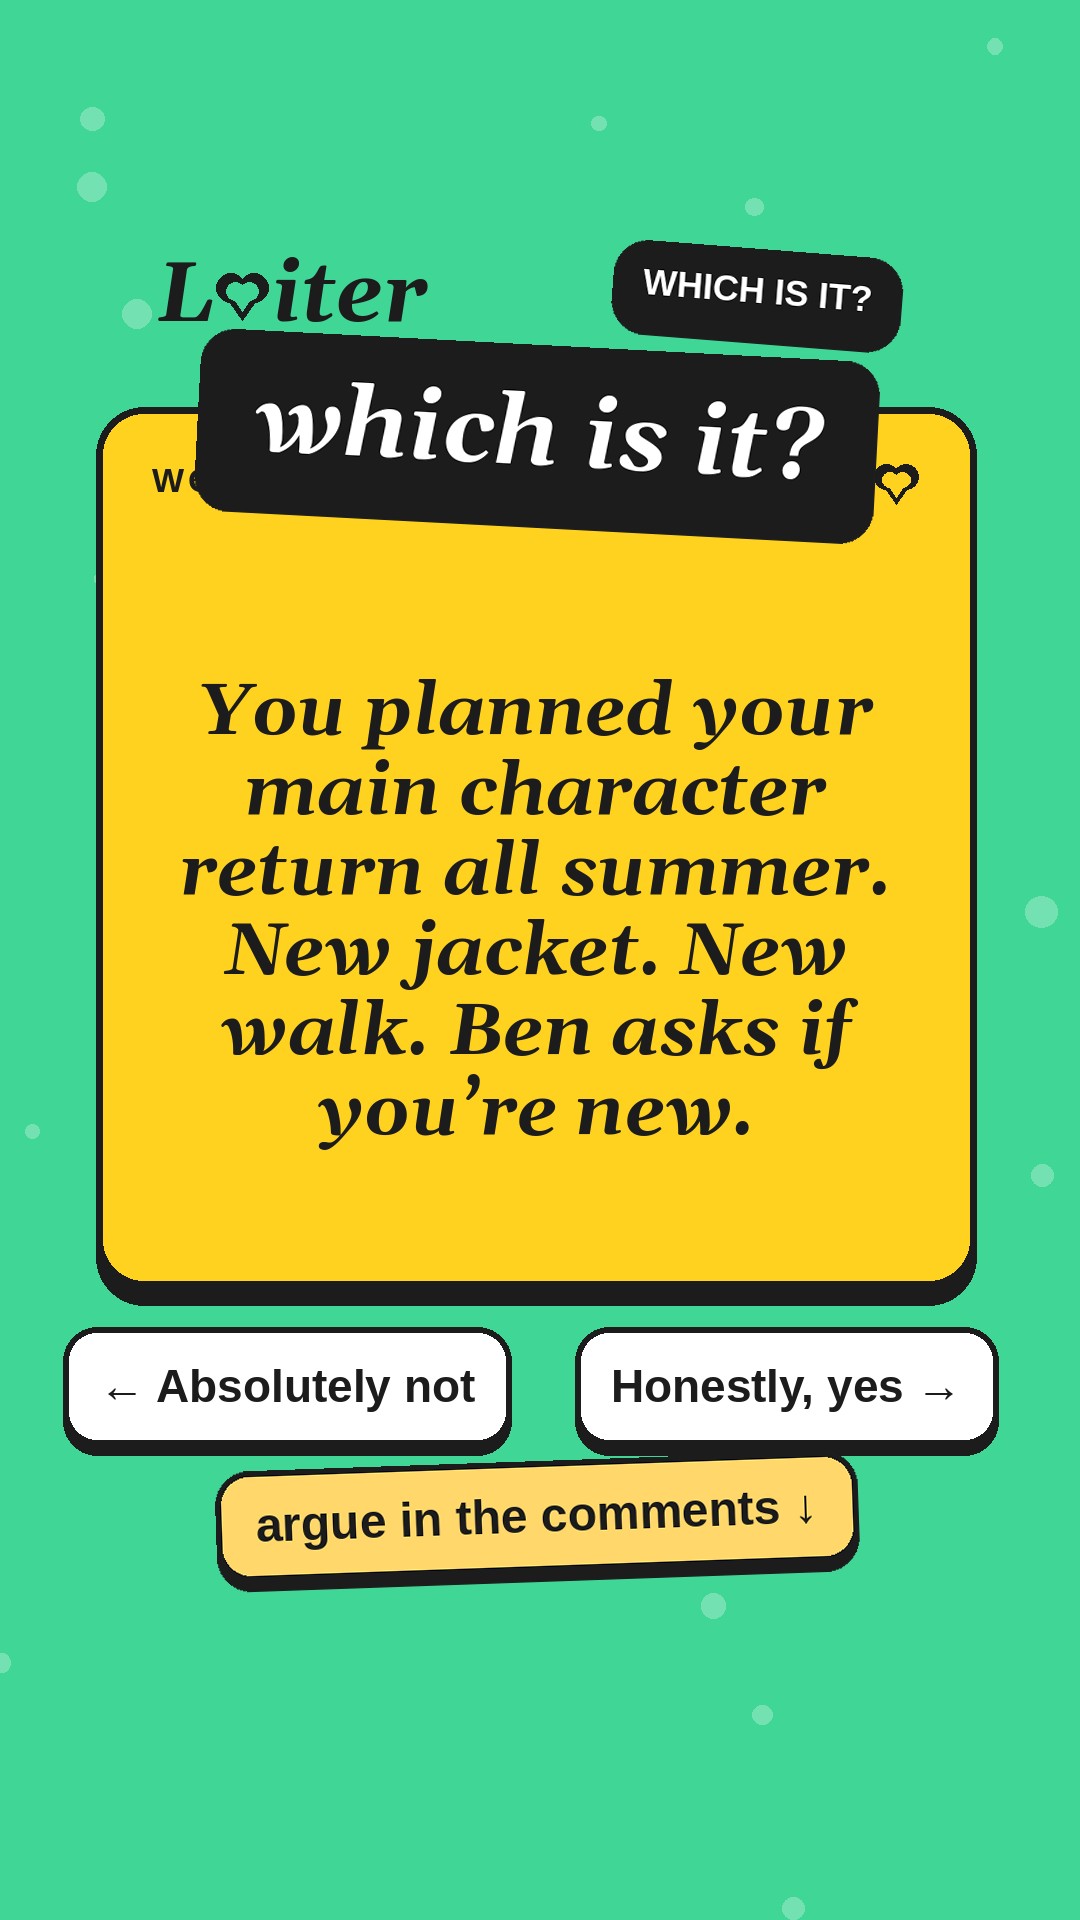 Loiter
WHICH IS IT?
which is it?
You planned your
main character
return all summer.
New jacket. New
walk. Ben asks if
you’re new.
← Absolutely not
Honestly, yes →
argue in the comments ↓